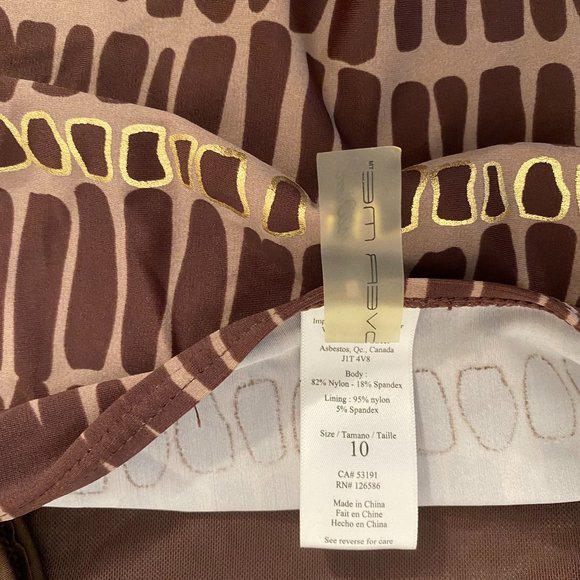 Asbestos, Qc., Canada
J1T 4V8
Body :
82% Nylon - 18% Spandex
Lining : 95% nylon
5% Spandex
Size / Tamano / Taille
10
CA# 53191
RN# 126586
Made in China
Fait en Chine
Hecho en China
See reverse for care